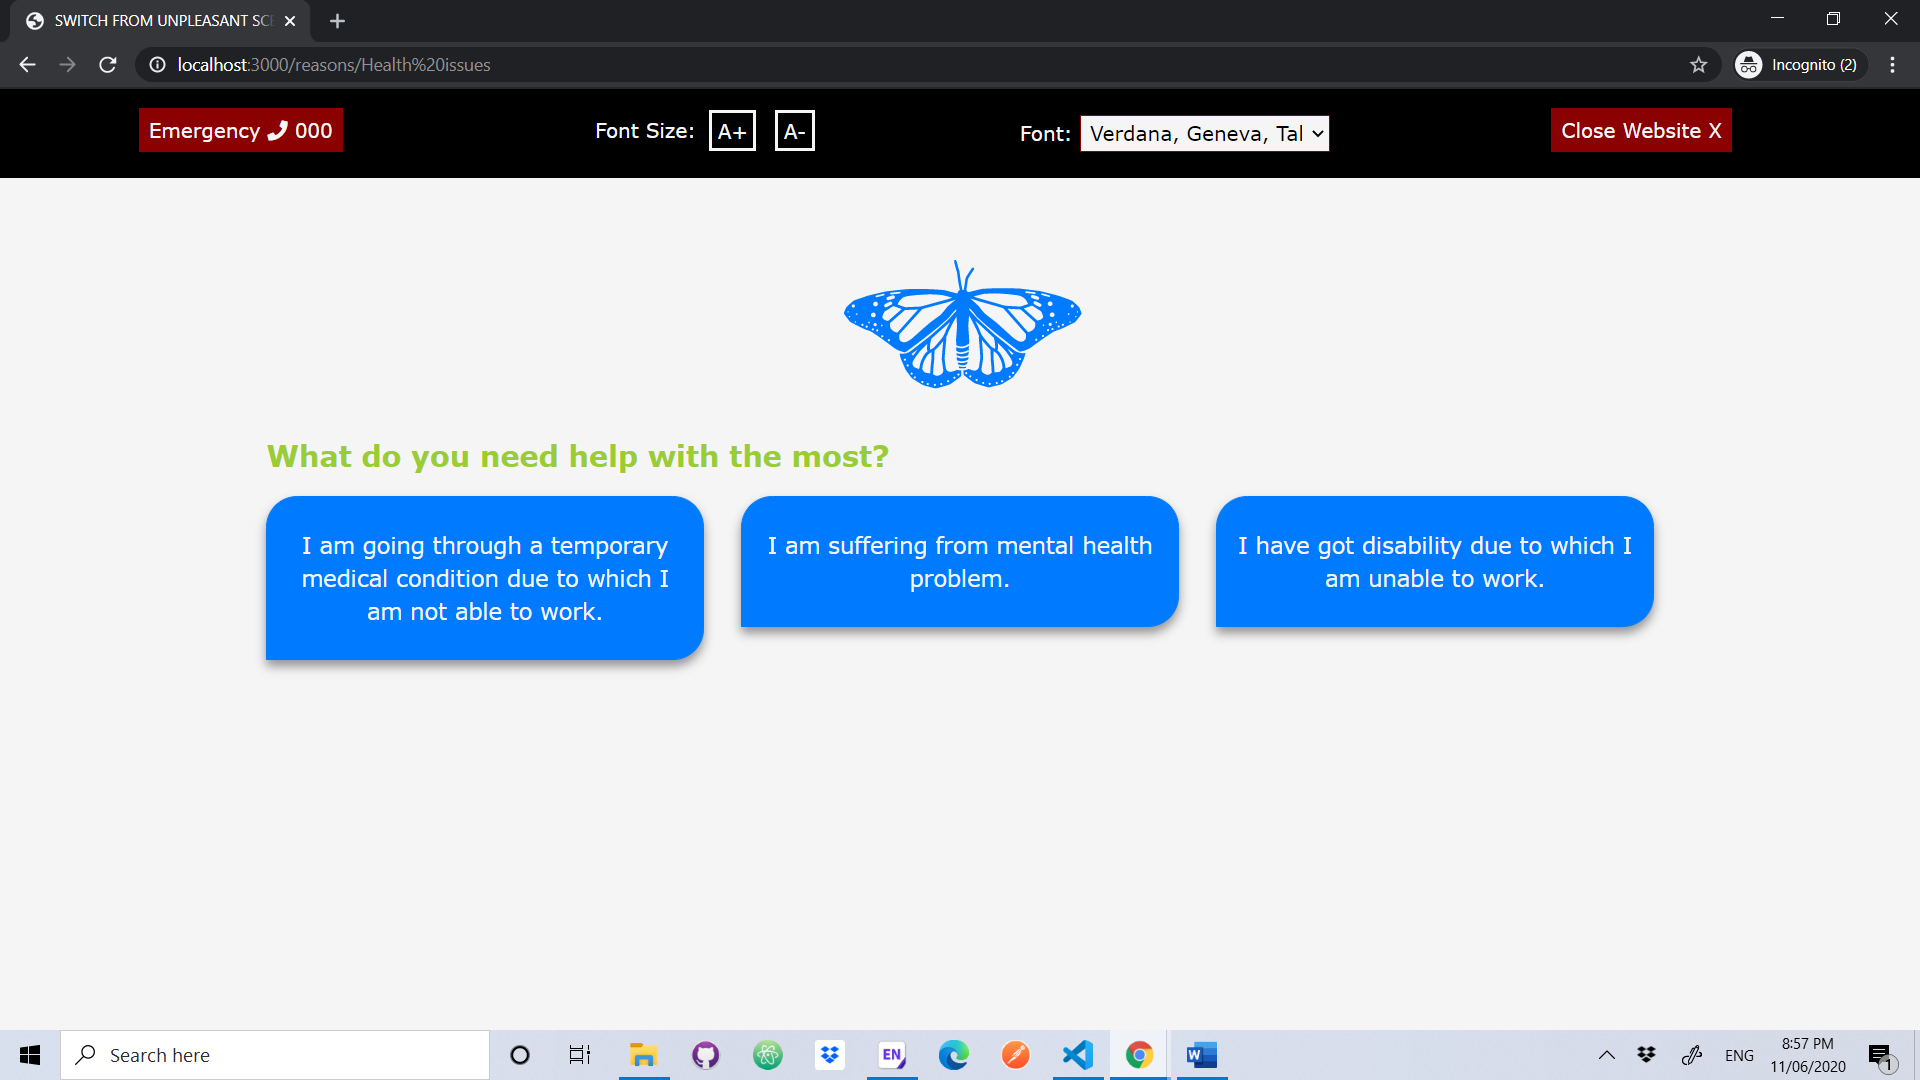 SWITCH FROM UNPLEASANT SCE
localhost:3000/reasons/Health%20issues
Incognito (2)
Emergency 000
Font Size: A+ A-
Font: Verdana, Geneva, Tal
Close Website X
What do you need help with the most?
I am going through a temporary
medical condition due to which I
am not able to work.
I am suffering from mental health
problem.
I have got disability due to which I
am unable to work.
Search here
EN
W
ENG
8:57 PM
11/06/2020
1